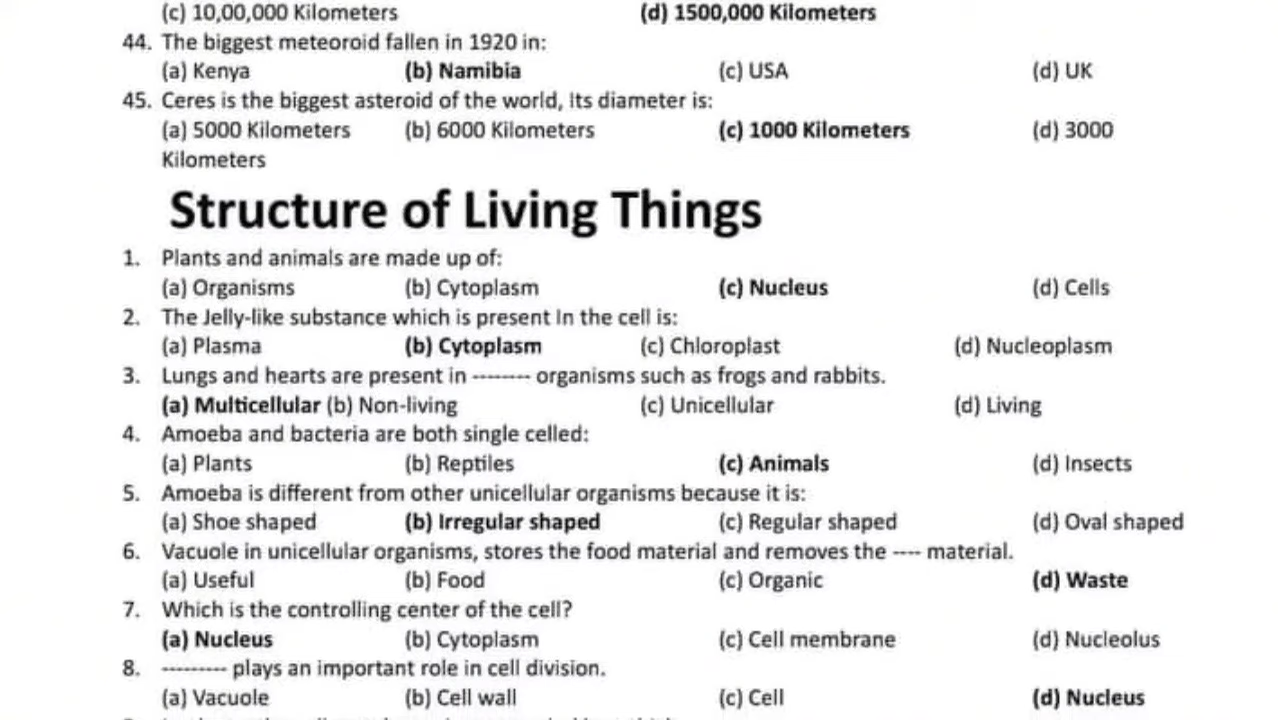 (c) 10,00,000 Kilometers (d) 1500,000 Kilometers
44. The biggest meteoroid fallen in 1920 in:
(a) Kenya (b) Namibia (c) USA (d) UK
45. Ceres is the biggest asteroid of the world, Its diameter is:
(a) 5000 Kilometers (b) 6000 Kilometers (c) 1000 Kilometers (d) 3000
Kilometers
Structure of Living Things
1. Plants and animals are made up of:
(a) Organisms (b) Cytoplasm (c) Nucleus (d) Cells
2. The Jelly-like substance which is present In the cell is:
(a) Plasma (b) Cytoplasm (c) Chloroplast (d) Nucleoplasm
3. Lungs and hearts are present in -------- organisms such as frogs and rabbits.
(a) Multicellular (b) Non-living (c) Unicellular (d) Living
4. Amoeba and bacteria are both single celled:
(a) Plants (b) Reptiles (c) Animals (d) Insects
5. Amoeba is different from other unicellular organisms because it is:
(a) Shoe shaped (b) Irregular shaped (c) Regular shaped (d) Oval shaped
6. Vacuole in unicellular organisms, stores the food material and removes the ---- material.
(a) Useful (b) Food (c) Organic (d) Waste
7. Which is the controlling center of the cell?
(a) Nucleus (b) Cytoplasm (c) Cell membrane (d) Nucleolus
8. --------- plays an important role in cell division.
(a) Vacuole (b) Cell wall (c) Cell (d) Nucleus